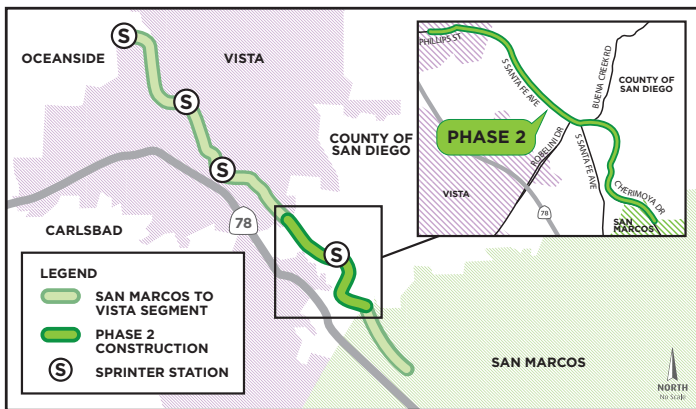 OCEANSIDE
S
VISTA
S
COUNTY OF
SAN DIEGO
S
CARLSBAD
78
S
SAN MARCOS
LEGEND
SAN MARCOS TO
VISTA SEGMENT
PHASE 2
CONSTRUCTION
S
SPRINTER STATION
PHILLIPS ST
S SANTA FE AVE
BUENA CREEK RD
COUNTY OF
SAN DIEGO
PHASE 2
ROBELINI DR
S SANTA FE AVE
CHERIMOYA DR
VISTA
78
SAN
MARCOS
NORTH
No Scale